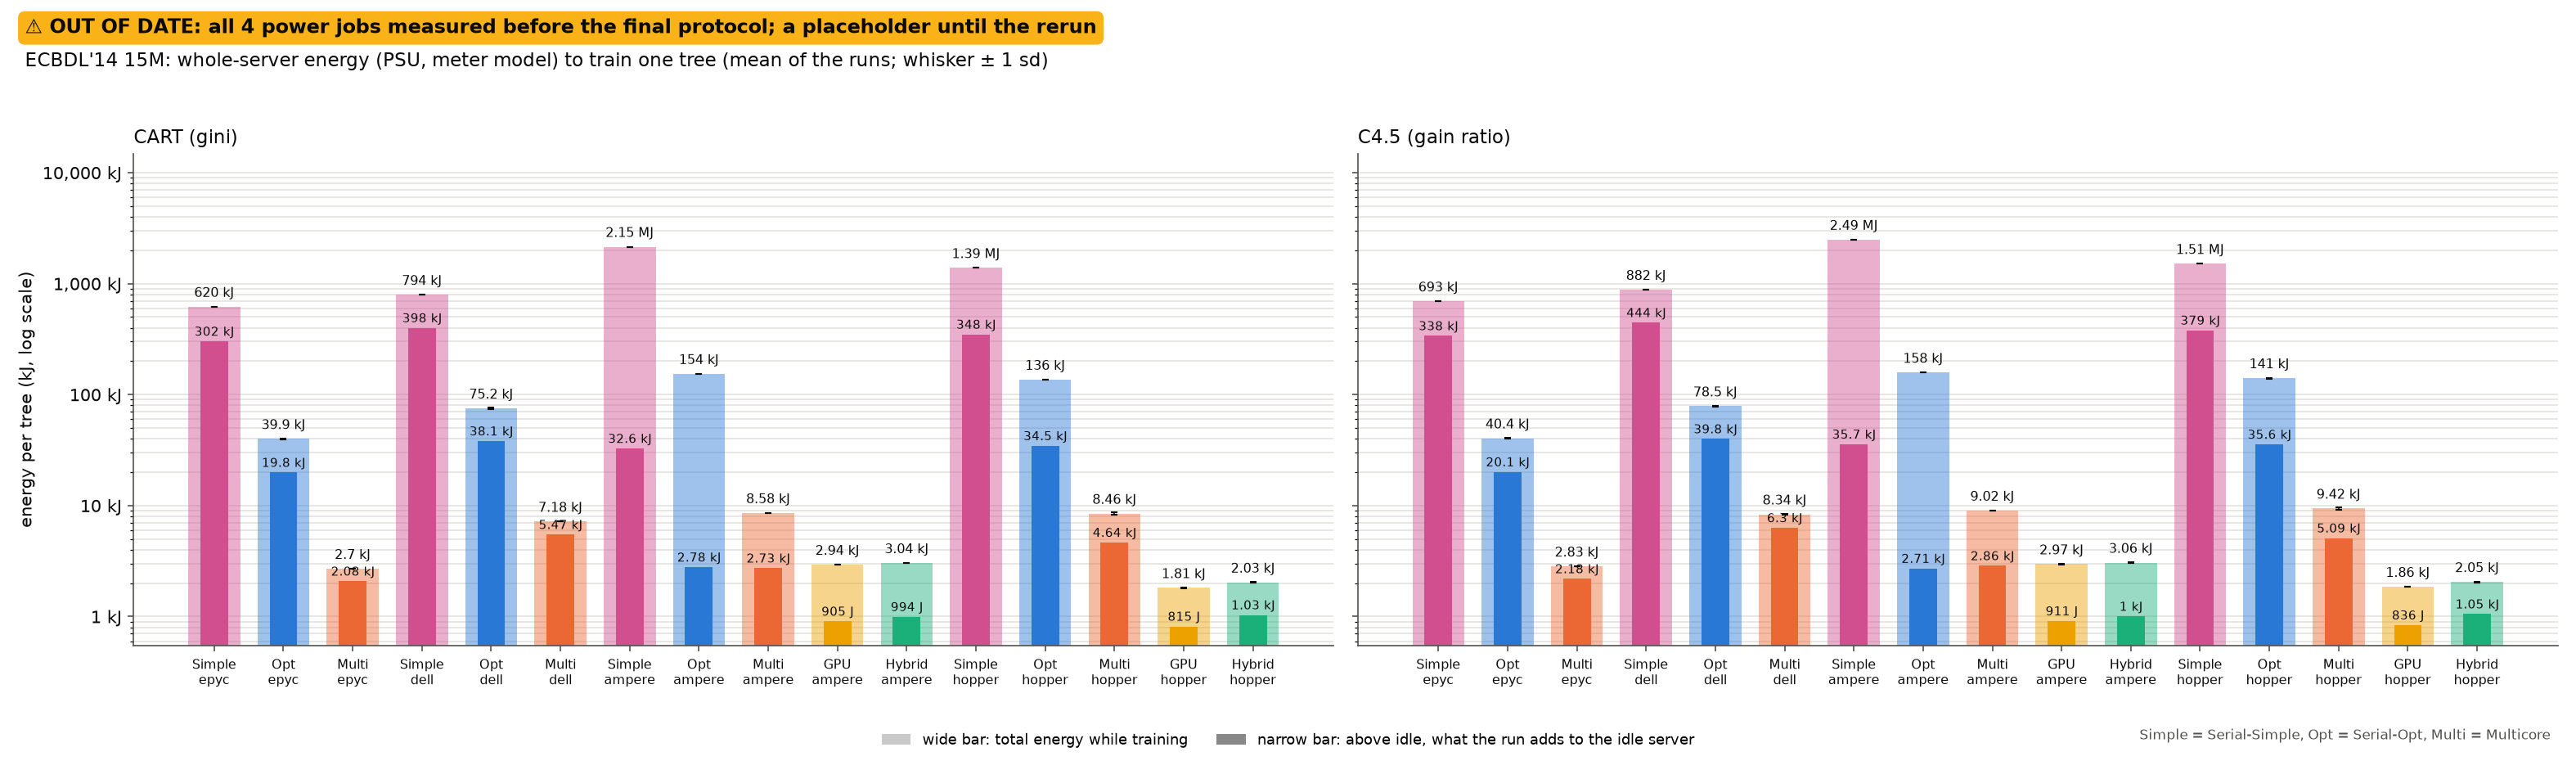 ⚠ OUT OF DATE: all 4 power jobs measured before the final protocol; a placeholder until the rerun
ECBDL'14 15M: whole-server energy (PSU, meter model) to train one tree (mean of the runs; whisker ± 1 sd)
CART (gini)
energy per tree (kJ, log scale)
10,000 kJ
1,000 kJ
100 kJ
10 kJ
1 kJ
620 kJ
302 kJ
39.9 kJ
19.8 kJ
2.7 kJ
2.08 kJ
794 kJ
398 kJ
75.2 kJ
38.1 kJ
7.18 kJ
5.47 kJ
2.15 MJ
32.6 kJ
154 kJ
2.78 kJ
8.58 kJ
2.73 kJ
2.94 kJ
905 J
3.04 kJ
994 J
1.39 MJ
348 kJ
136 kJ
34.5 kJ
8.46 kJ
4.64 kJ
1.81 kJ
815 J
2.03 kJ
1.03 kJ
Simple epyc
Opt epyc
Multi epyc
Simple dell
Opt dell
Multi dell
Simple ampere
Opt ampere
Multi ampere
GPU ampere
Hybrid ampere
Simple hopper
Opt hopper
Multi hopper
GPU hopper
Hybrid hopper
C4.5 (gain ratio)
693 kJ
338 kJ
40.4 kJ
20.1 kJ
2.83 kJ
2.18 kJ
882 kJ
444 kJ
78.5 kJ
39.8 kJ
8.34 kJ
6.3 kJ
2.49 MJ
35.7 kJ
158 kJ
2.71 kJ
9.02 kJ
2.86 kJ
2.97 kJ
911 J
3.06 kJ
1 kJ
1.51 MJ
379 kJ
141 kJ
35.6 kJ
9.42 kJ
5.09 kJ
1.86 kJ
836 J
2.05 kJ
1.05 kJ
Simple epyc
Opt epyc
Multi epyc
Simple dell
Opt dell
Multi dell
Simple ampere
Opt ampere
Multi ampere
GPU ampere
Hybrid ampere
Simple hopper
Opt hopper
Multi hopper
GPU hopper
Hybrid hopper
wide bar: total energy while training
narrow bar: above idle, what the run adds to the idle server
Simple = Serial-Simple, Opt = Serial-Opt, Multi = Multicore